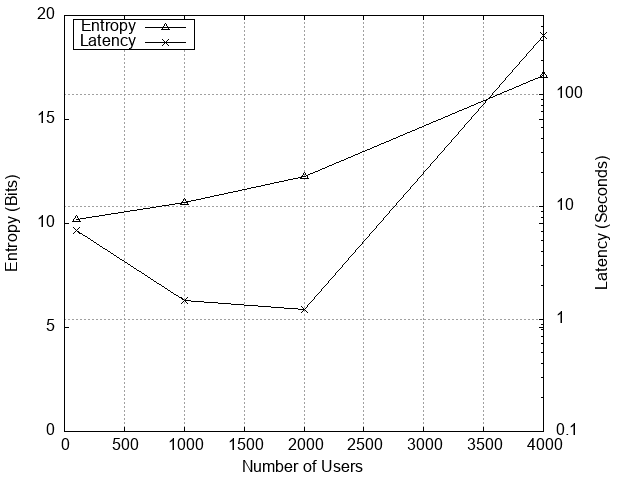 20
15
10
5
0
Entropy
Latency
Entropy (Bits)
100
10
1
0.1
Latency (Seconds)
0 500 1000 1500 2000 2500 3000 3500 4000
Number of Users